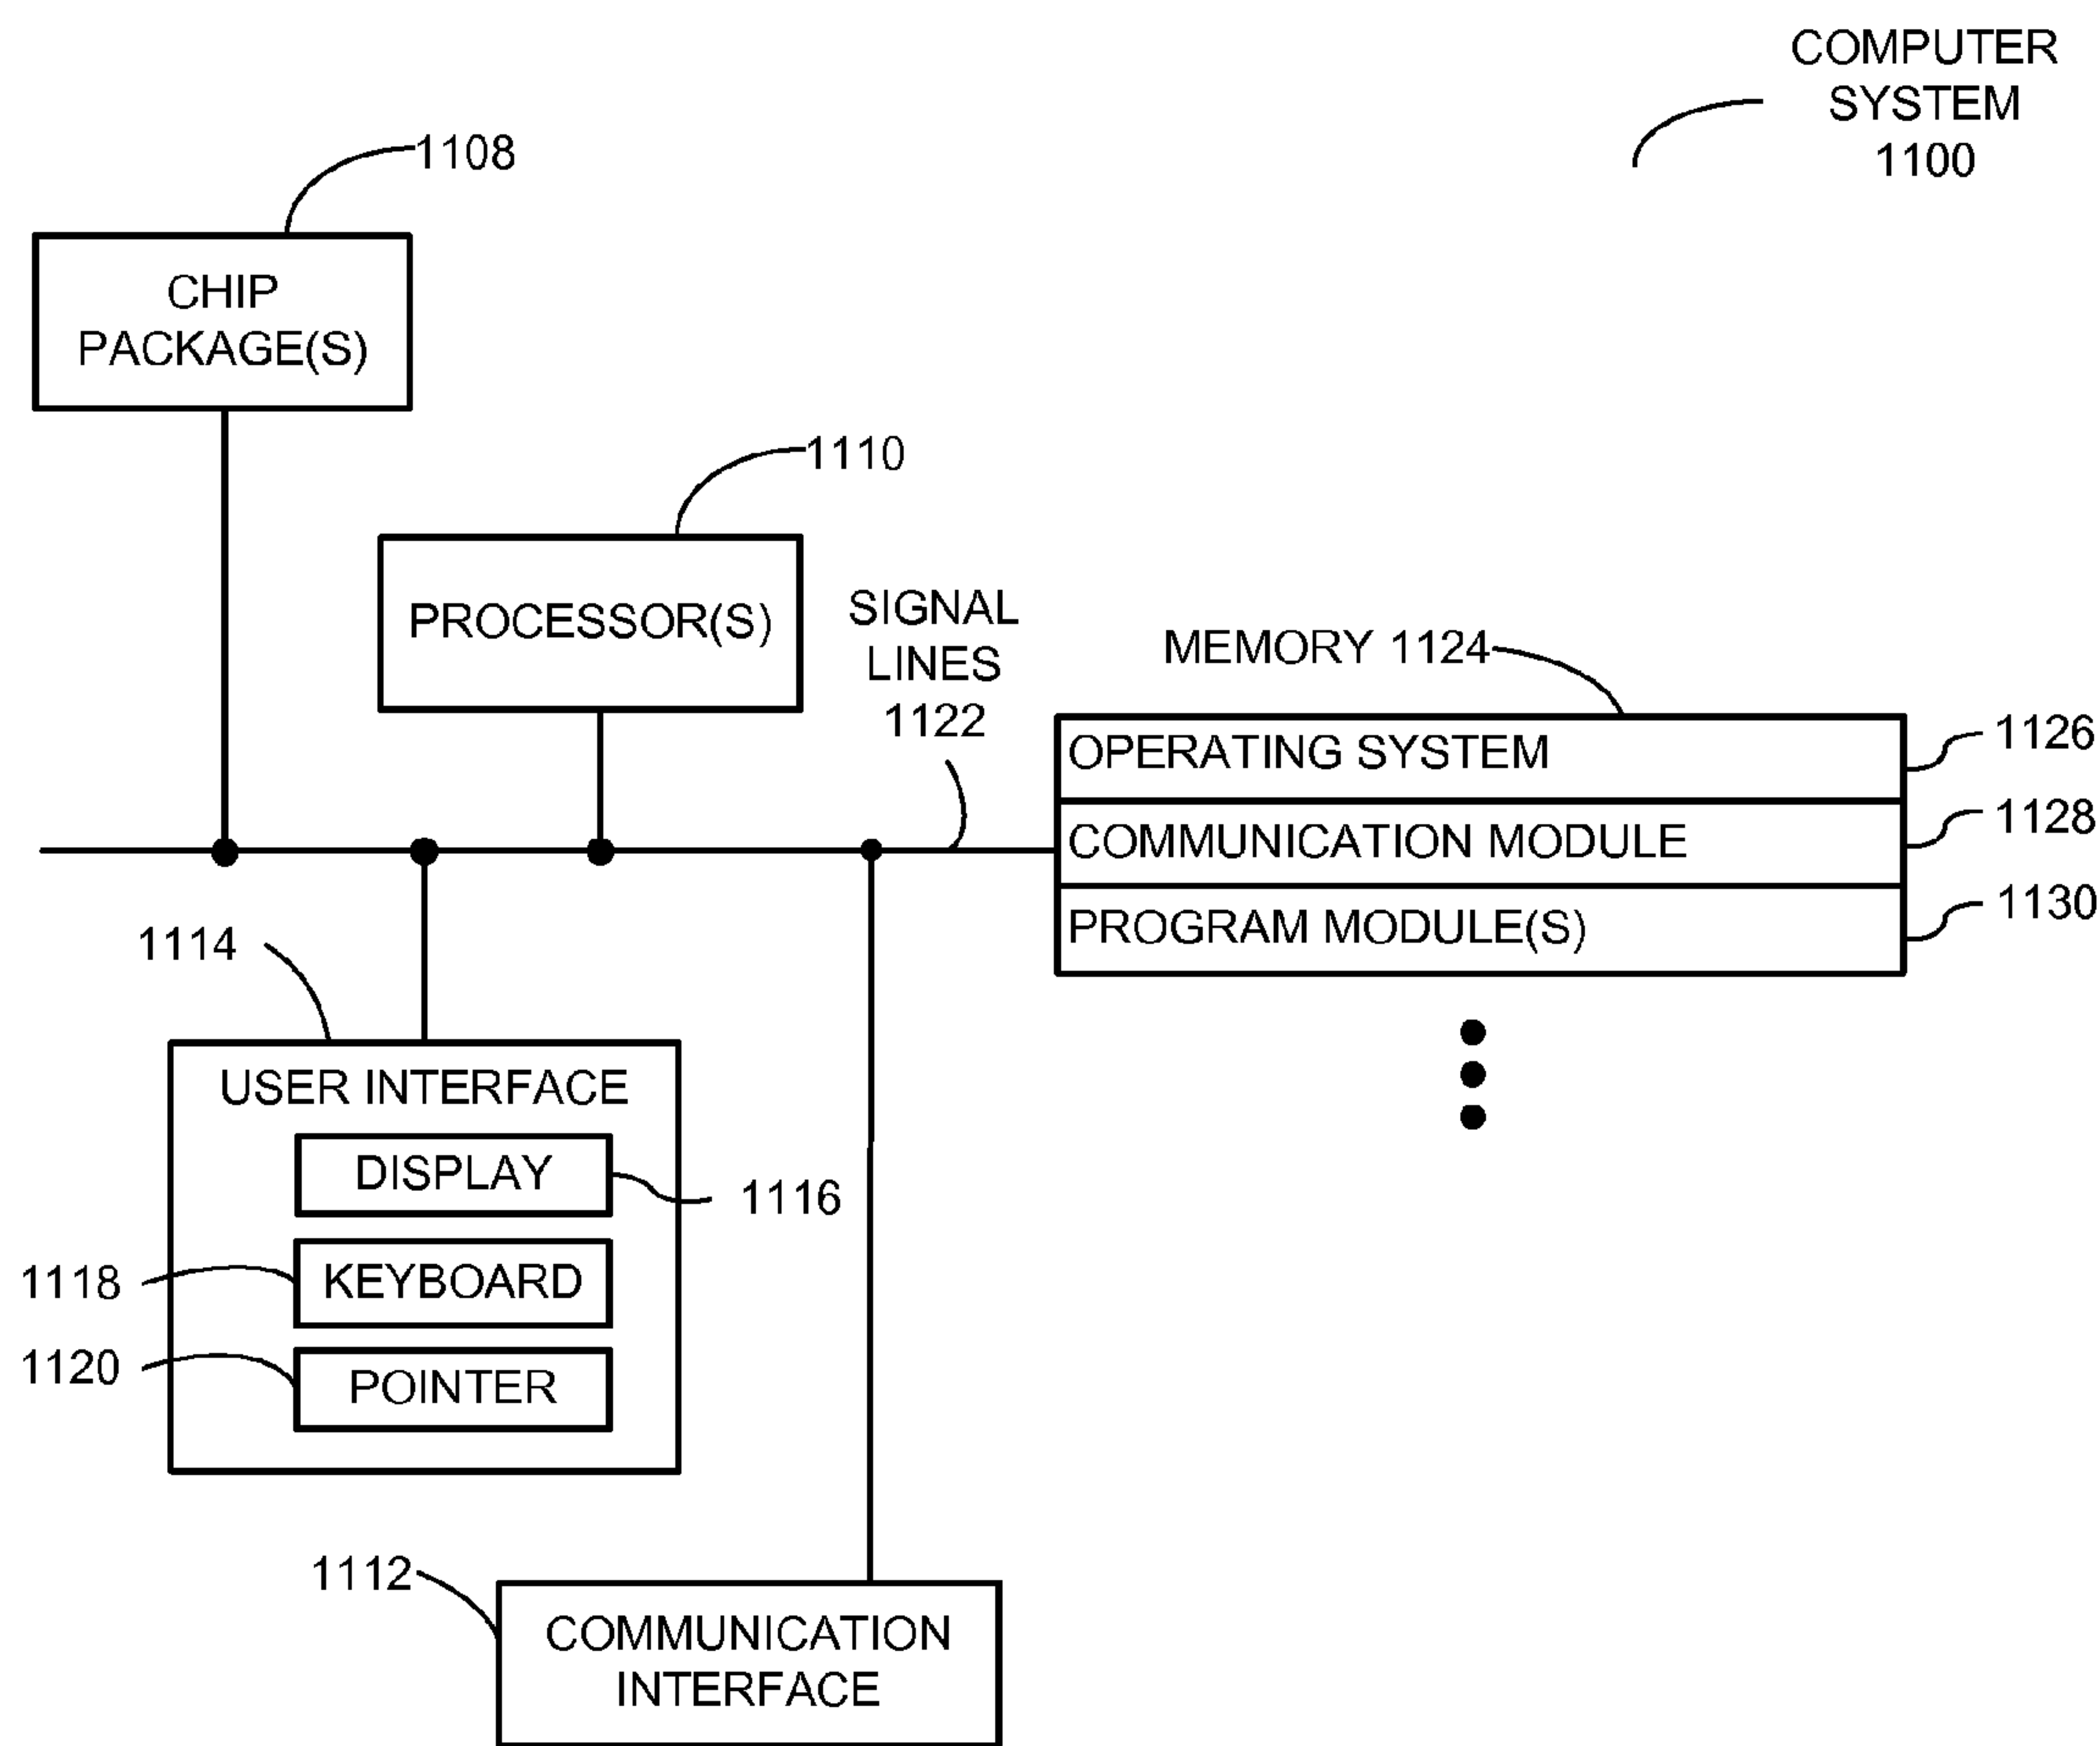 COMPUTER
SYSTEM
1100
1108
CHIP
PACKAGE(S)
1110
PROCESSOR(S)
SIGNAL
LINES
1122
MEMORY 1124
OPERATING SYSTEM
1126
COMMUNICATION MODULE
1128
PROGRAM MODULE(S)
1130
1114
USER INTERFACE
DISPLAY
1116
1118
KEYBOARD
1120
POINTER
1112
COMMUNICATION
INTERFACE